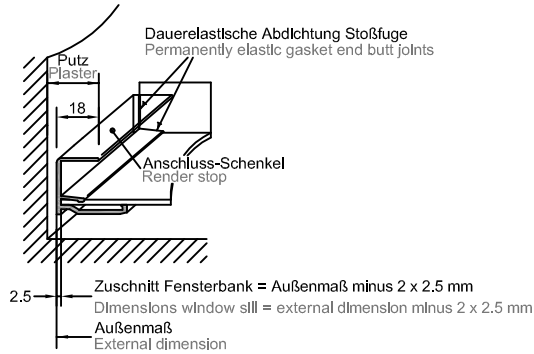 Dauerelastische Abdichtung Stoßfuge
Permanently elastic gasket end butt joints
Putz
Plaster
18
Anschluss-Schenkel
Render stop
2.5
Zuschnitt Fensterbank = Außenmaß minus 2 x 2.5 mm
Dimensions window sill = external dimension minus 2 x 2.5 mm
Außenmaß
External dimension